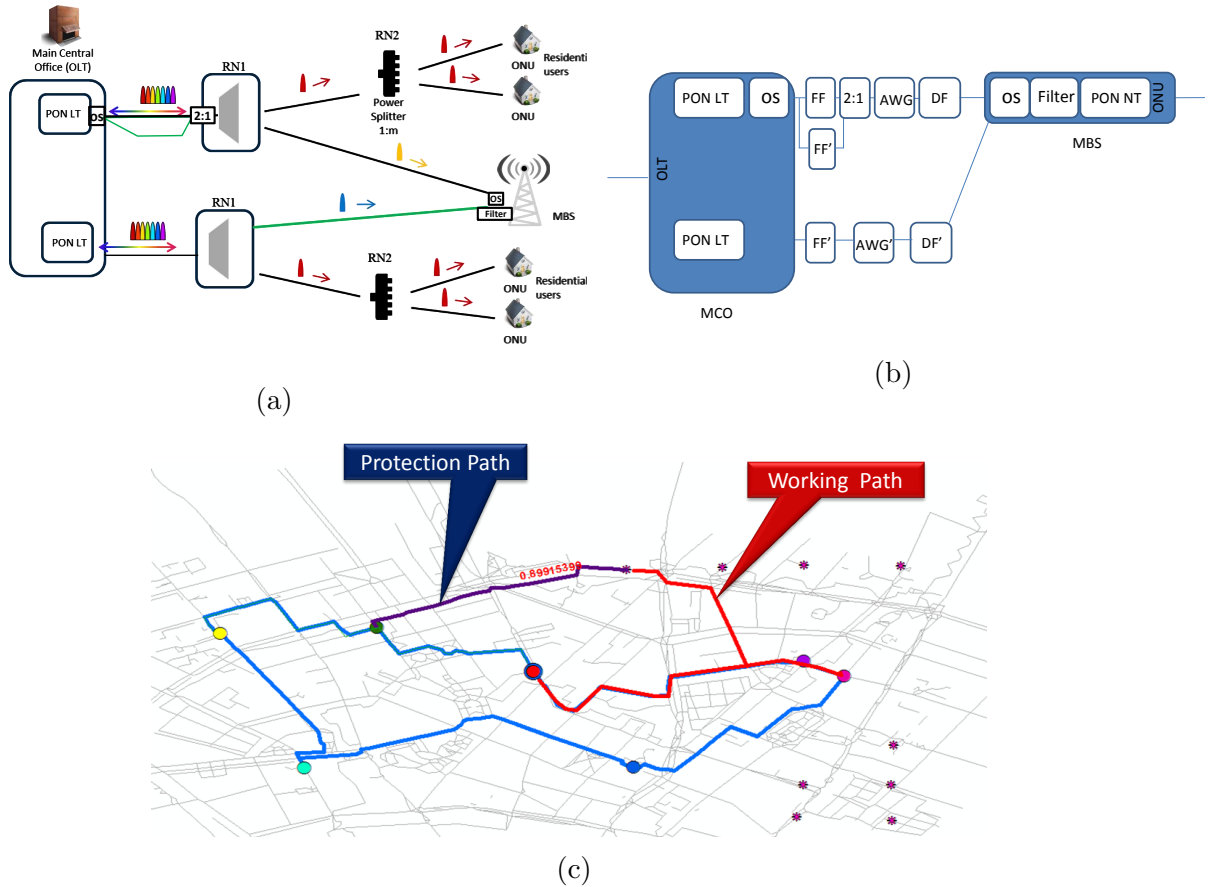 Main Central
Office (OLT)
RN1
PON LT
OS
2:1
RN2
Power
Splitter
1:m
ONU
Residenti
users
ONU
OS
Filter
MBS
RN1
PON LT
RN2
ONU
Residential
users
ONU
(a)
OLT
PON LT
OS
FF
2:1
AWG
DF
FF'
OS
Filter
PON NT
ONU
MBS
PON LT
FF'
AWG'
DF'
MCO
(b)
Protection Path
Working Path
0.89915399
(c)